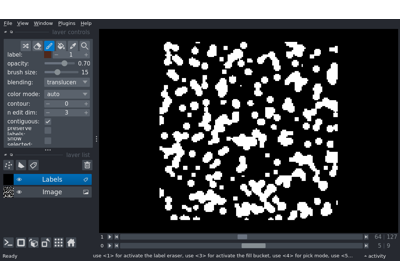 File View Window Plugins Help
layer controls
label: 1
opacity: 0.70
brush size: 15
blending: translucen
color mode: auto
contour: 0
n edit dim: 3
contiguous:
preserve
labels:
show
selected:
layer list
Labels
Image
1 64 127
0 5 9
Ready use <1> for activate the label eraser, use <3> for activate the fill bucket, use <4> for pick mode, use <5... activity